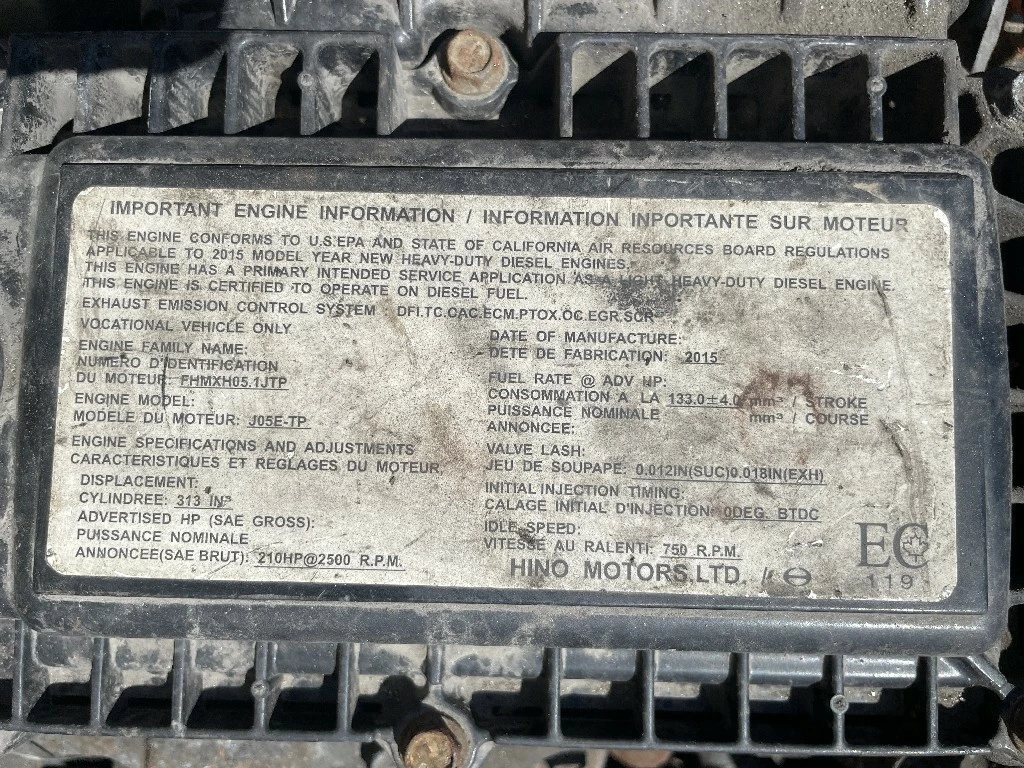 IMPORTANT ENGINE INFORMATION / INFORMATION INPORTANTE SUR MOTEUR
THIS ENGINE CONFORMS TO U.S.EPA AND STATE OF CALIFORNIA AIR RESOURCES BOARD REGULATIONS
APPLICABLE TO 2015 MODEL YEAR NEW HEAVY-DUTY DIESEL ENGINES.
THIS ENGINE HAS A PRIMARY INTENDED SERVICE APPLICATION AS A LIGHT HEAVY-DUTY DIESEL ENGINE.
THIS ENGINE IS CERTIFIED TO OPERATE ON DIESEL FUEL.
EXHAUST EMISSION CONTROL SYSTEM : DFI.TC.CAC.ECM.PTOX.OC.EGR.SCR
VOCATIONAL VEHICLE ONLY
ENGINE FAMILY NAME:
NUMERO D'IDENTIFICATION
DU MOTEUR: FHMXH05.1JTP
ENGINE MODEL:
MODELE DU MOTEUR: J05E-TP
ENGINE SPECIFICATIONS AND ADJUSTMENTS
CARACTERISTIQUES ET REGLAGES DU MOTEUR
DISPLACEMENT:
CYLINDREE: 313 IN³
ADVERTISED HP (SAE GROSS):
PUISSANCE NOMINALE
ANNONCEE(SAE BRUT): 210HP@2500 R.P.M.
DATE OF MANUFACTURE:
DETE DE FABRICATION: 2015
FUEL RATE @ ADV HP:
CONSOMMATION A LA 133.0±4.0 mm³ / STROKE
PUISSANCE NOMINALE mm³ / COURSE
ANNONCEE:
VALVE LASH:
JEU DE SOUPAPE: 0.012IN(SUC)0.018IN(EXH)
INITIAL INJECTION TIMING:
CALAGE INITIAL D'INJECTION: 0DEG. BTDC
IDLE SPEED:
VITESSE AU RALENTI: 750 R.P.M.
HINO MOTORS.LTD.
EC
119